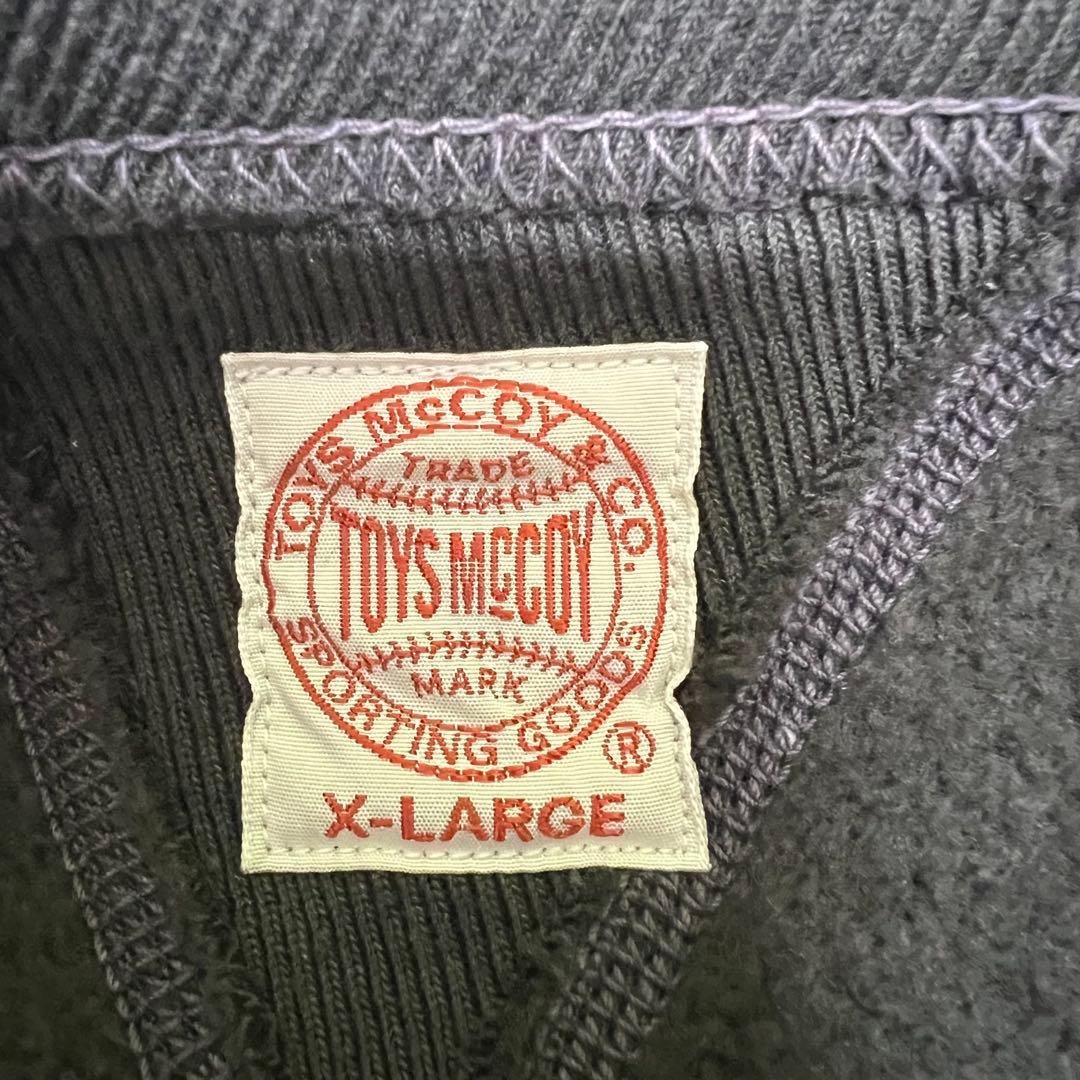 TOYS McCOY & CO.
TRADE
TOYS McCOY
MARK
SPORTING GOODS
®
X-LARGE